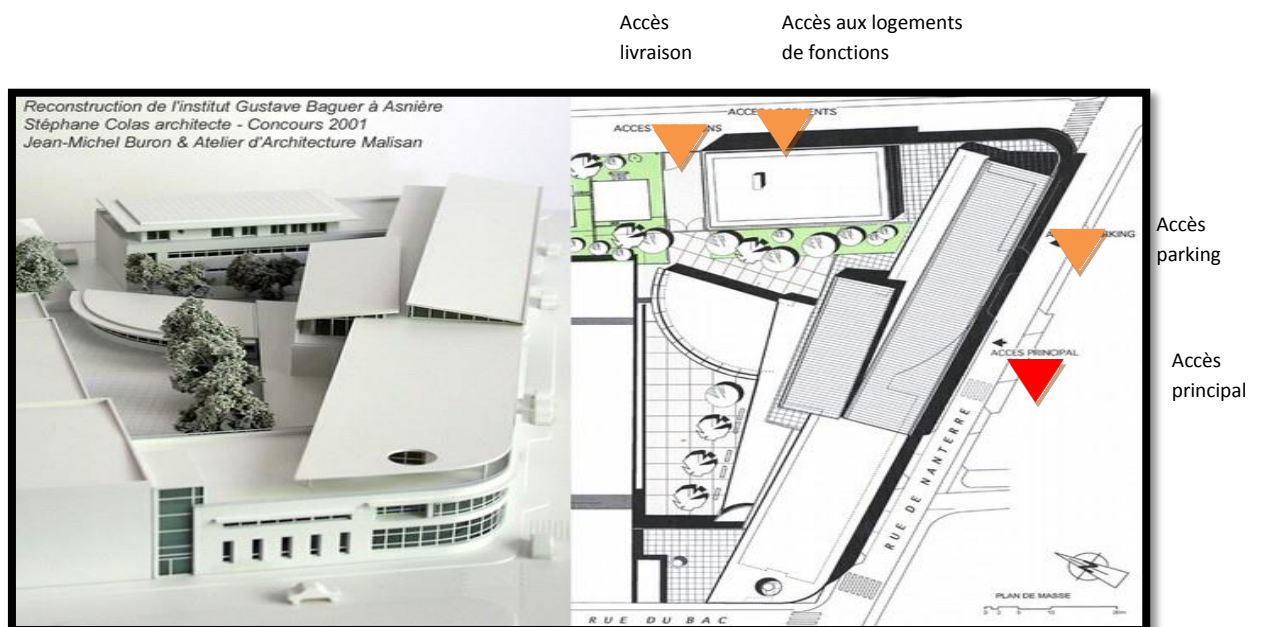 Accès
livraison
Accès aux logements
de fonctions
Reconstruction de l'institut Gustave Baguer à Asnière
Stéphane Colas architecte - Concours 2001
Jean-Michel Buron & Atelier d'Architecture Malisan
ACCES
ACCES
Accès
parking
ACCES PRINCIPAL
Accès
principal
RUE DE NANTERRE
PLAN DE MASSE
RUE DU BAC